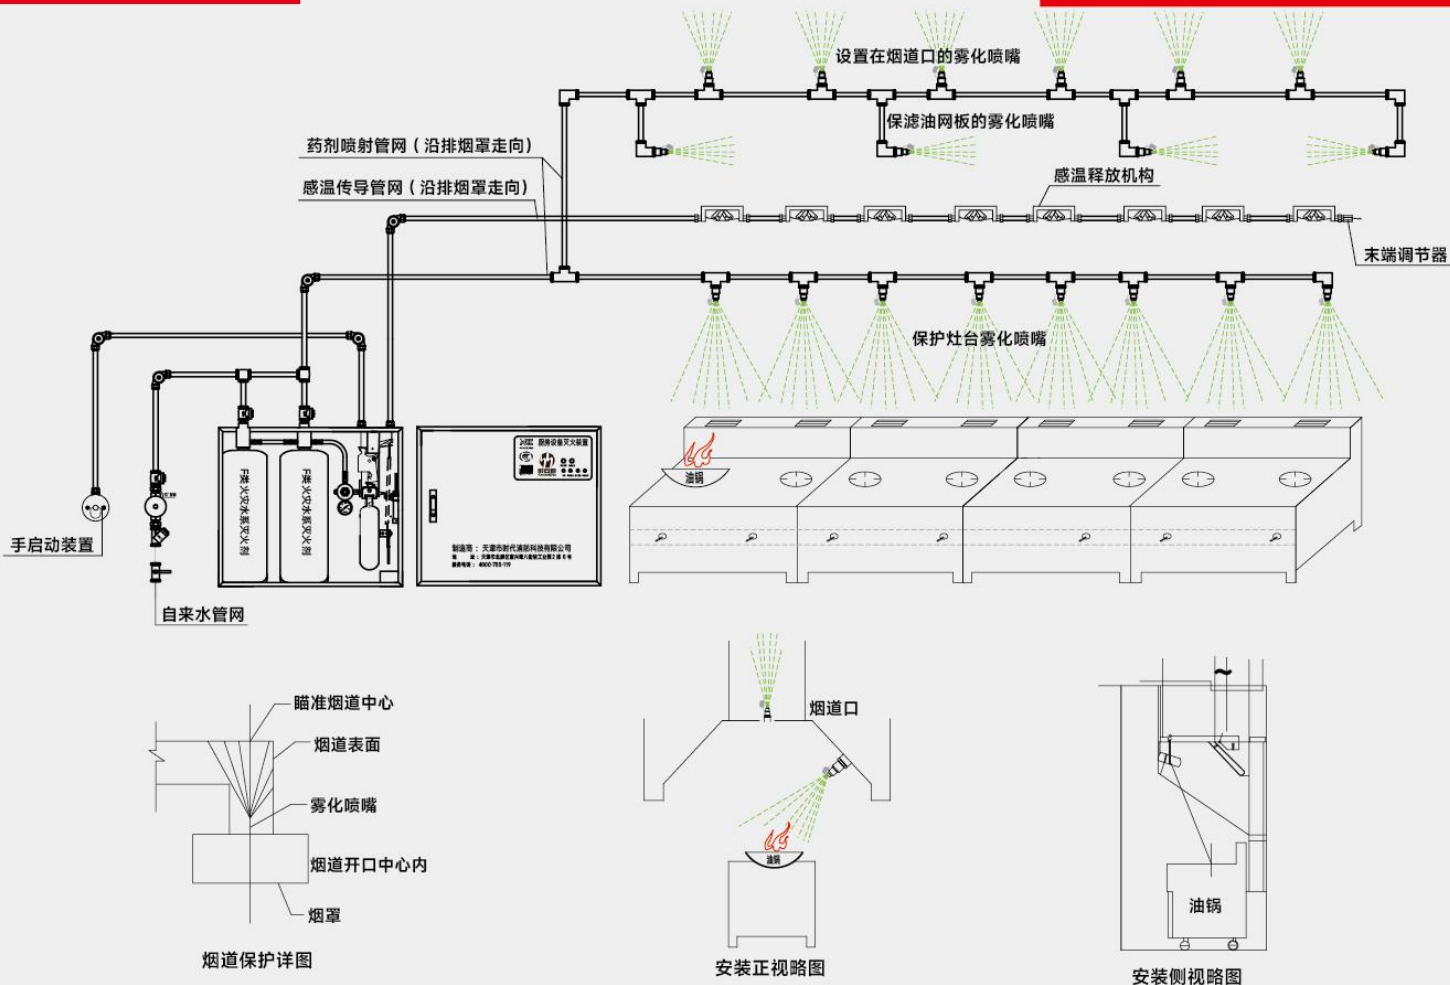 设置在烟道口的雾化喷嘴
保滤油网板的雾化喷嘴
药剂喷射管网（沿排烟罩走向）
感温传导管网（沿排烟罩走向）
感温释放机构
末端调节器
保护灶台雾化喷嘴
厨房设备灭火装置
F类火灾水系灭火剂
F类火灾水系灭火剂
油锅
手启动装置
制造商：天津市时代消防科技有限公司
服务电话：4000-788-119
自来水管网
瞄准烟道中心
烟道表面
雾化喷嘴
烟道开口中心内
烟罩
烟道保护详图
烟道口
油锅
安装正视略图
油锅
安装侧视略图